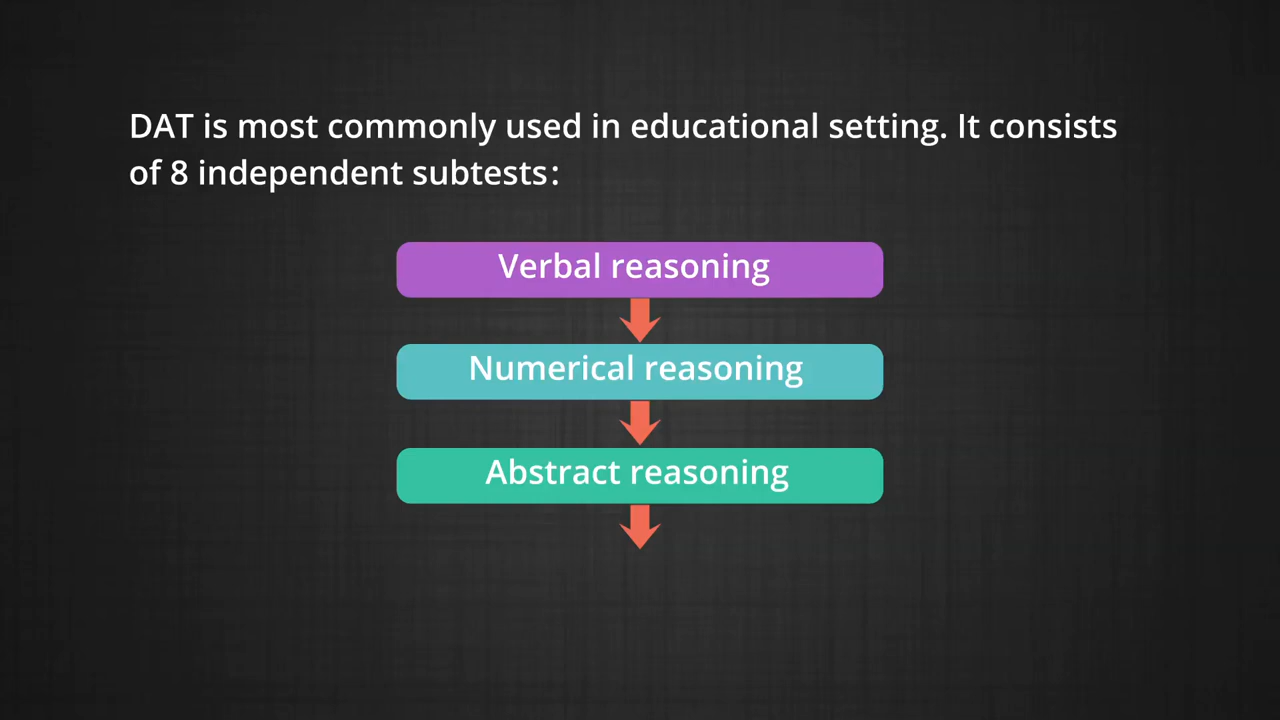 DAT is most commonly used in educational setting. It consists
of 8 independent subtests:
Verbal reasoning
Numerical reasoning
Abstract reasoning